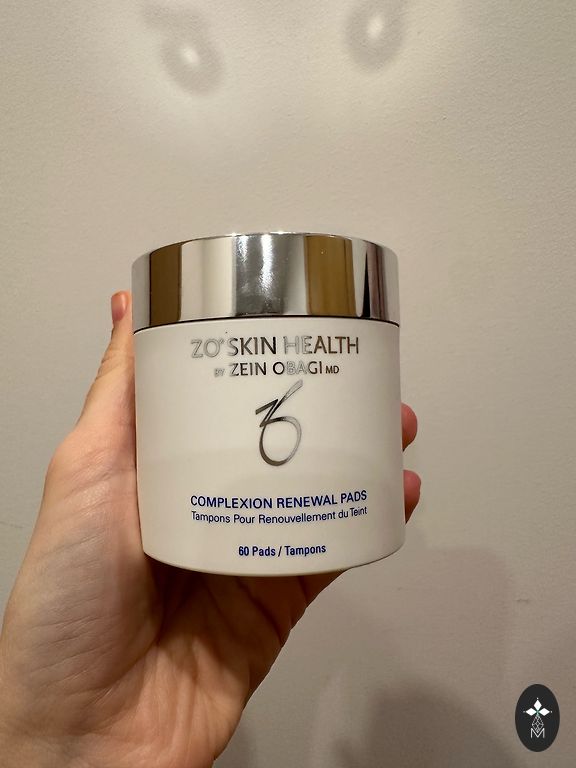 ZO® SKIN HEALTH
BY ZEIN OBAGI MD
COMPLEXION RENEWAL PADS
Tampons Pour Renouvellement du Teint
60 Pads / Tampons
M